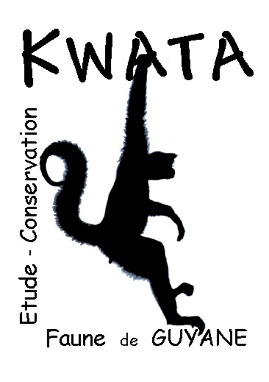 KWATA
Etude - Conservation
Faune de GUYANE